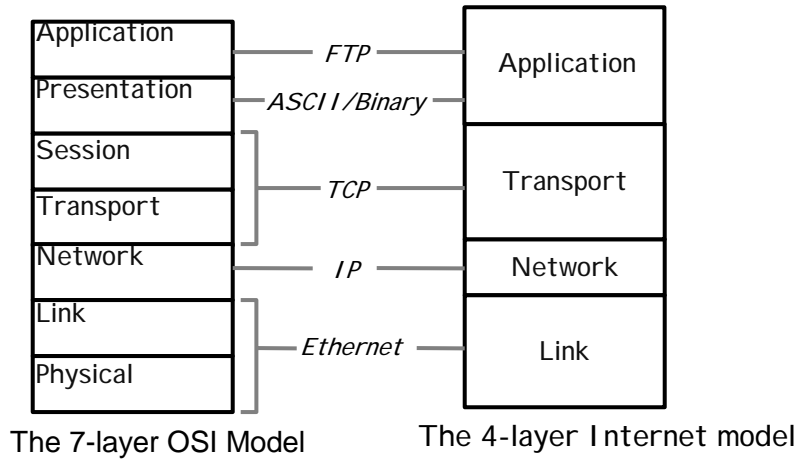 Application
Presentation
Session
Transport
Network
Link
Physical
The 7-layer OSI Model
FTP
ASCII/Binary
TCP
IP
Ethernet
Application
Transport
Network
Link
The 4-layer Internet model